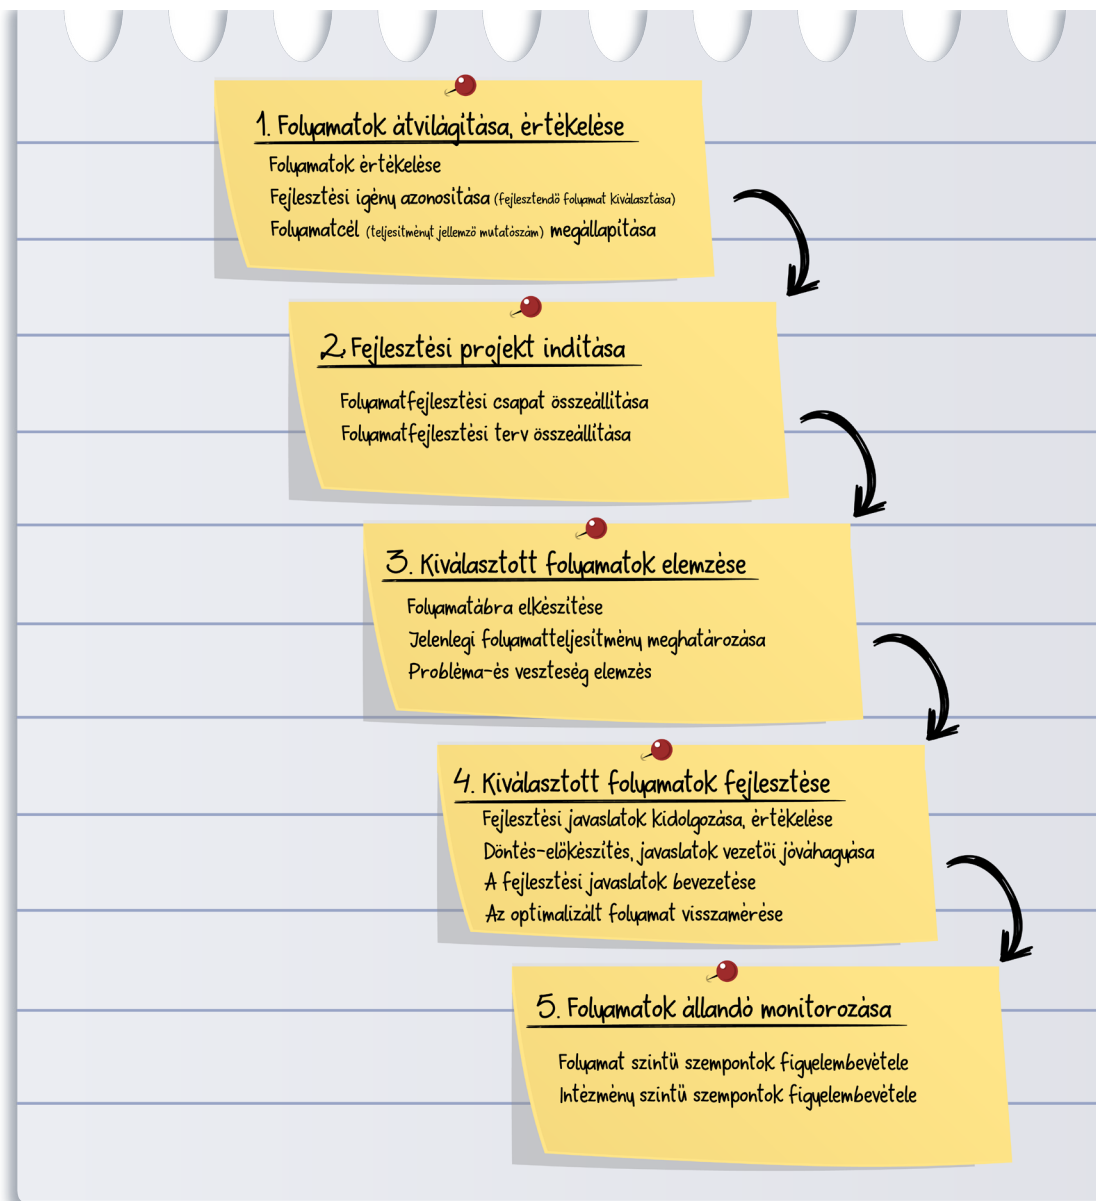 1. Folyamatok átvilágítása, értékelése
Folyamatok értékelése
Fejlesztési igény azonosítása (fejlesztendő folyamat kiválasztása)
Folyamatcél (teljesítményt jellemző mutatószám) megállapítása
2. Fejlesztési projekt indítása
Folyamatfejlesztési csapat összeállítása
Folyamatfejlesztési terv összeállítása
3. Kiválasztott folyamatok elemzése
Folyamatábra elkészítése
Jelenlegi folyamatteljesítmény meghatározása
Probléma-és veszteség elemzés
4. Kiválasztott folyamatok fejlesztése
Fejlesztési javaslatok kidolgozása, értékelése
Döntés-előkészítés, javaslatok vezetői jóváhagyása
A fejlesztési javaslatok bevezetése
Az optimalizált folyamat visszamérése
5. Folyamatok állandó monitorozása
Folyamat szintű szempontok figyelembevétele
Intézmény szintű szempontok figyelembevétele